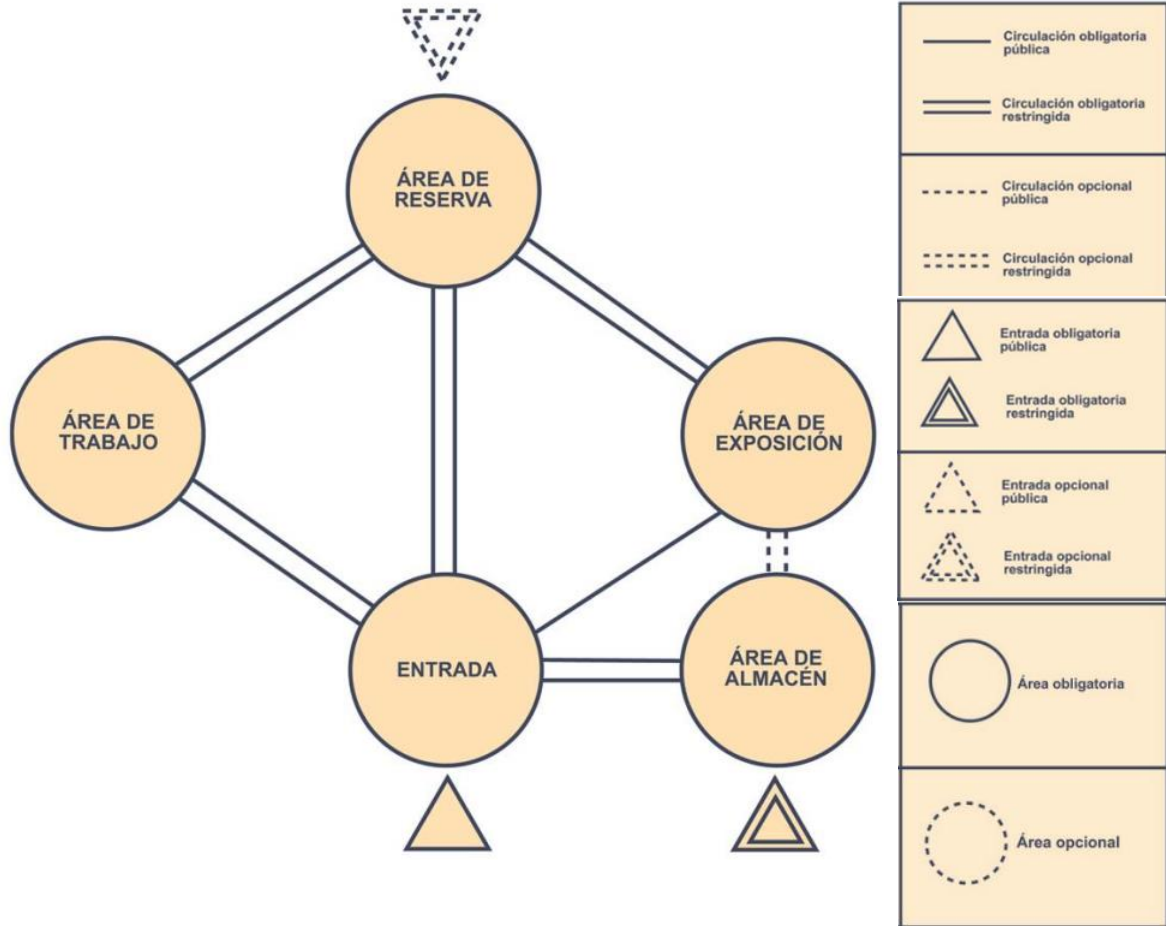 ÁREA DE
RESERVA
ÁREA DE
TRABAJO
ÁREA DE
EXPOSICIÓN
ENTRADA
ÁREA DE
ALMACÉN
Circulación obligatoria
pública
Circulación obligatoria
restringida
Circulación opcional
pública
Circulación opcional
restringida
Entrada obligatoria
pública
Entrada obligatoria
restringida
Entrada opcional
pública
Entrada opcional
restringida
Área obligatoria
Área opcional